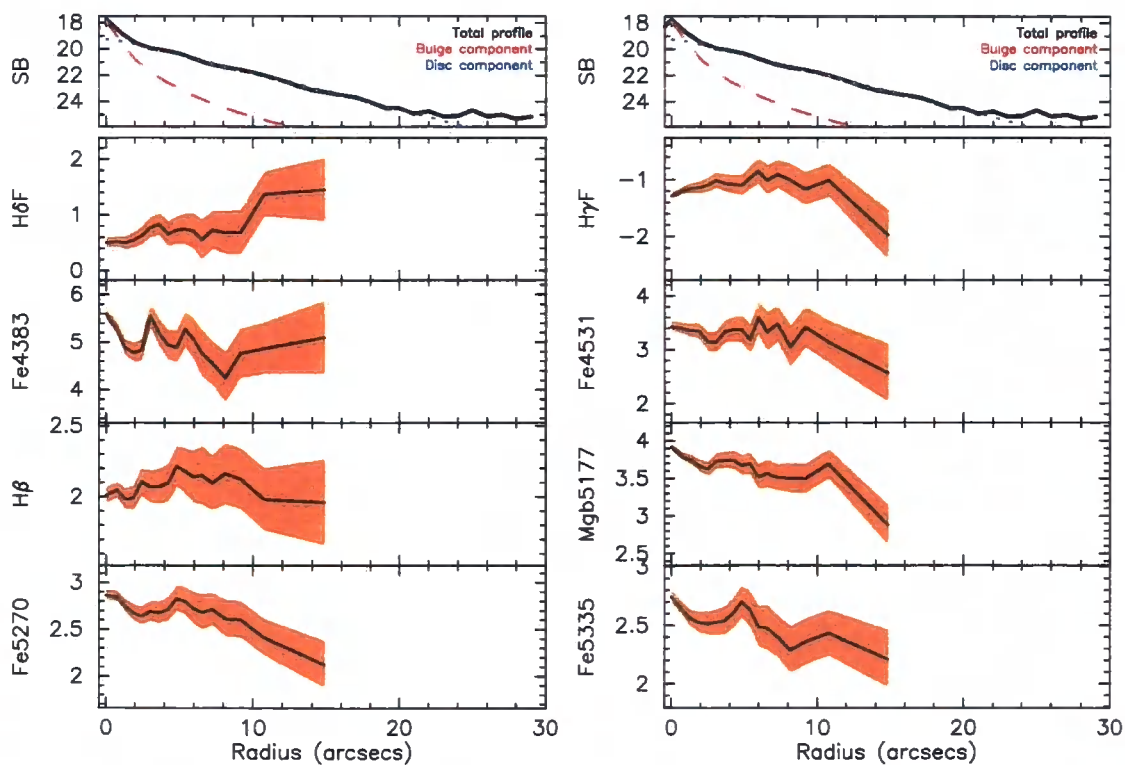 SB
18
20
22
24
Total profile
Bulge component
Disc component
HδF
2
1
0
Fe4383
6
5
4
Hβ
2.5
2
Fe5270
3
2.5
2
0
10
20
30
Radius (arcsecs)
SB
18
20
22
24
Total profile
Bulge component
Disc component
HγF
−1
−2
Fe4531
4
3
2
Mgb5177
4
3.5
3
2.5
Fe5335
3
2.5
2
0
10
20
30
Radius (arcsecs)